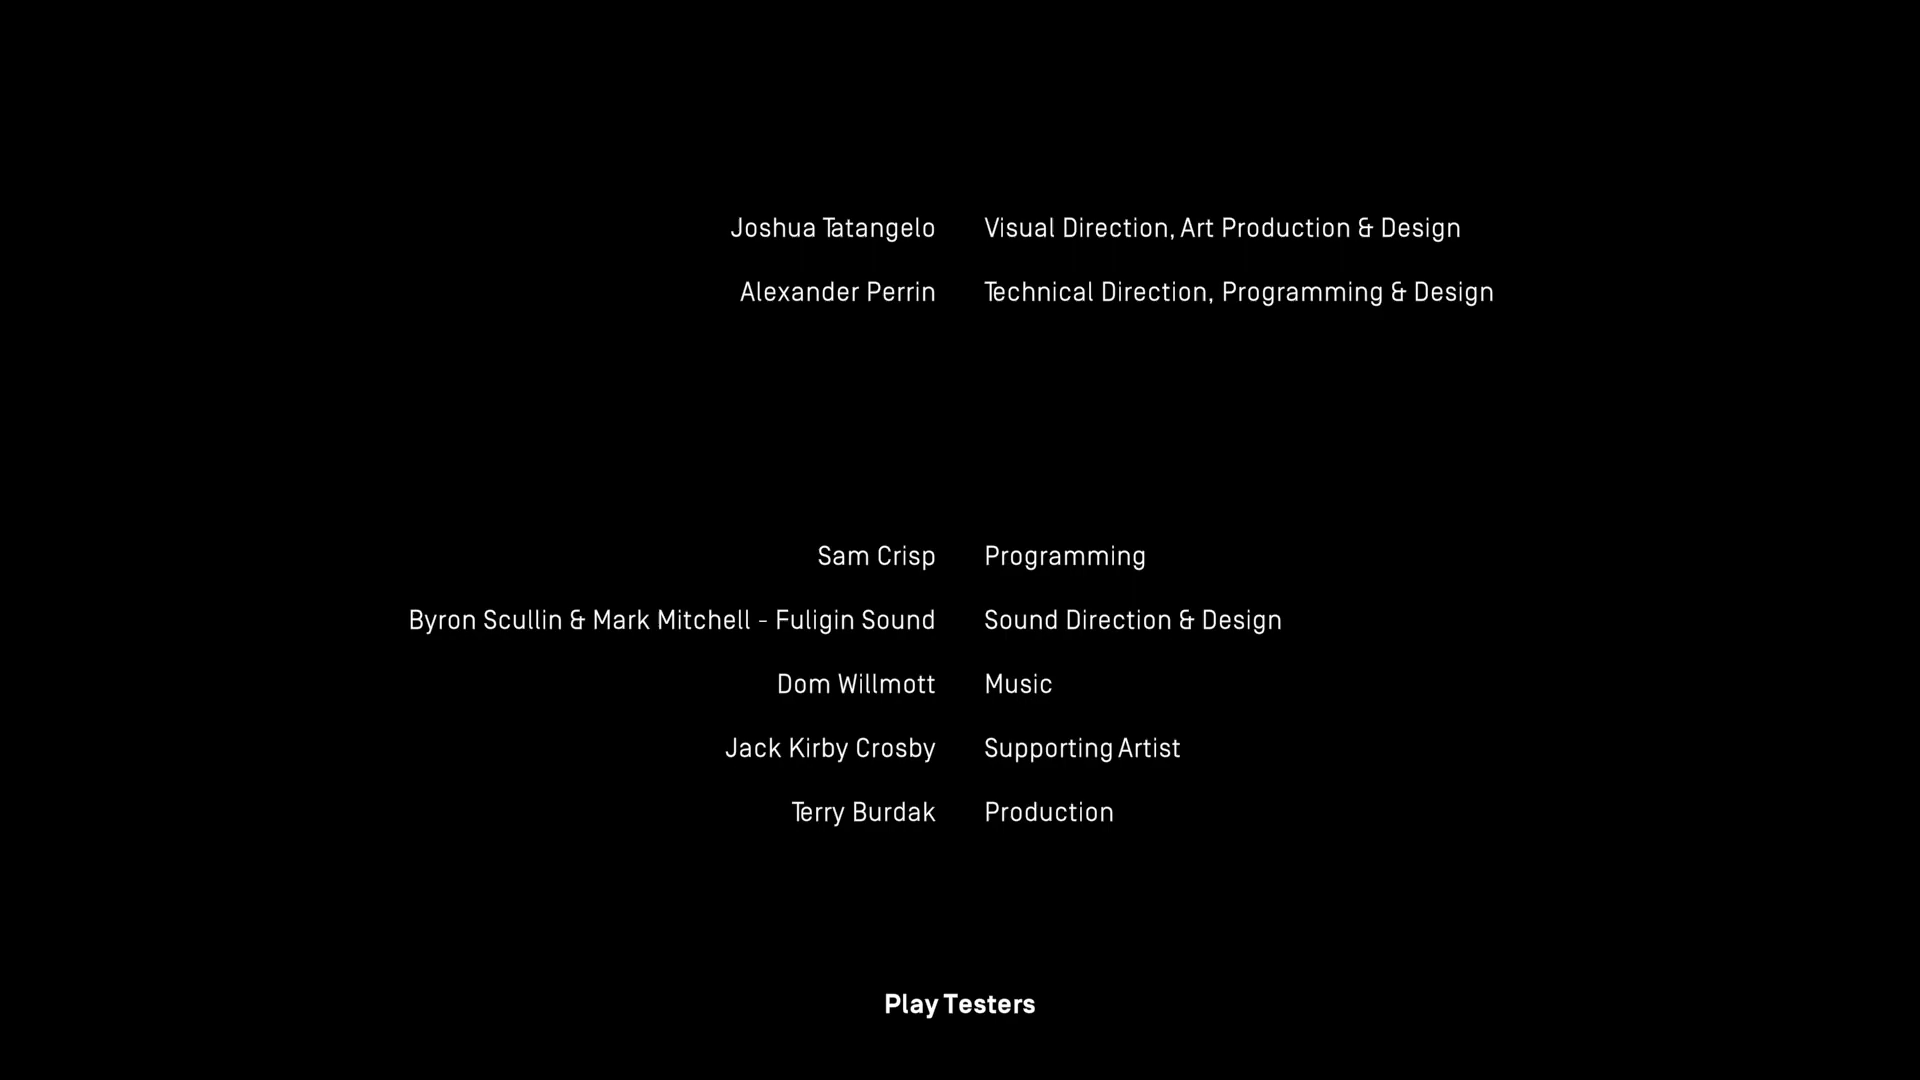 Joshua Tatangelo Visual Direction, Art Production & Design
Alexander Perrin Technical Direction, Programming & Design
Sam Crisp Programming
Byron Scullin & Mark Mitchell - Fuligin Sound Sound Direction & Design
Dom Willmott Music
Jack Kirby Crosby Supporting Artist
Terry Burdak Production
Play Testers